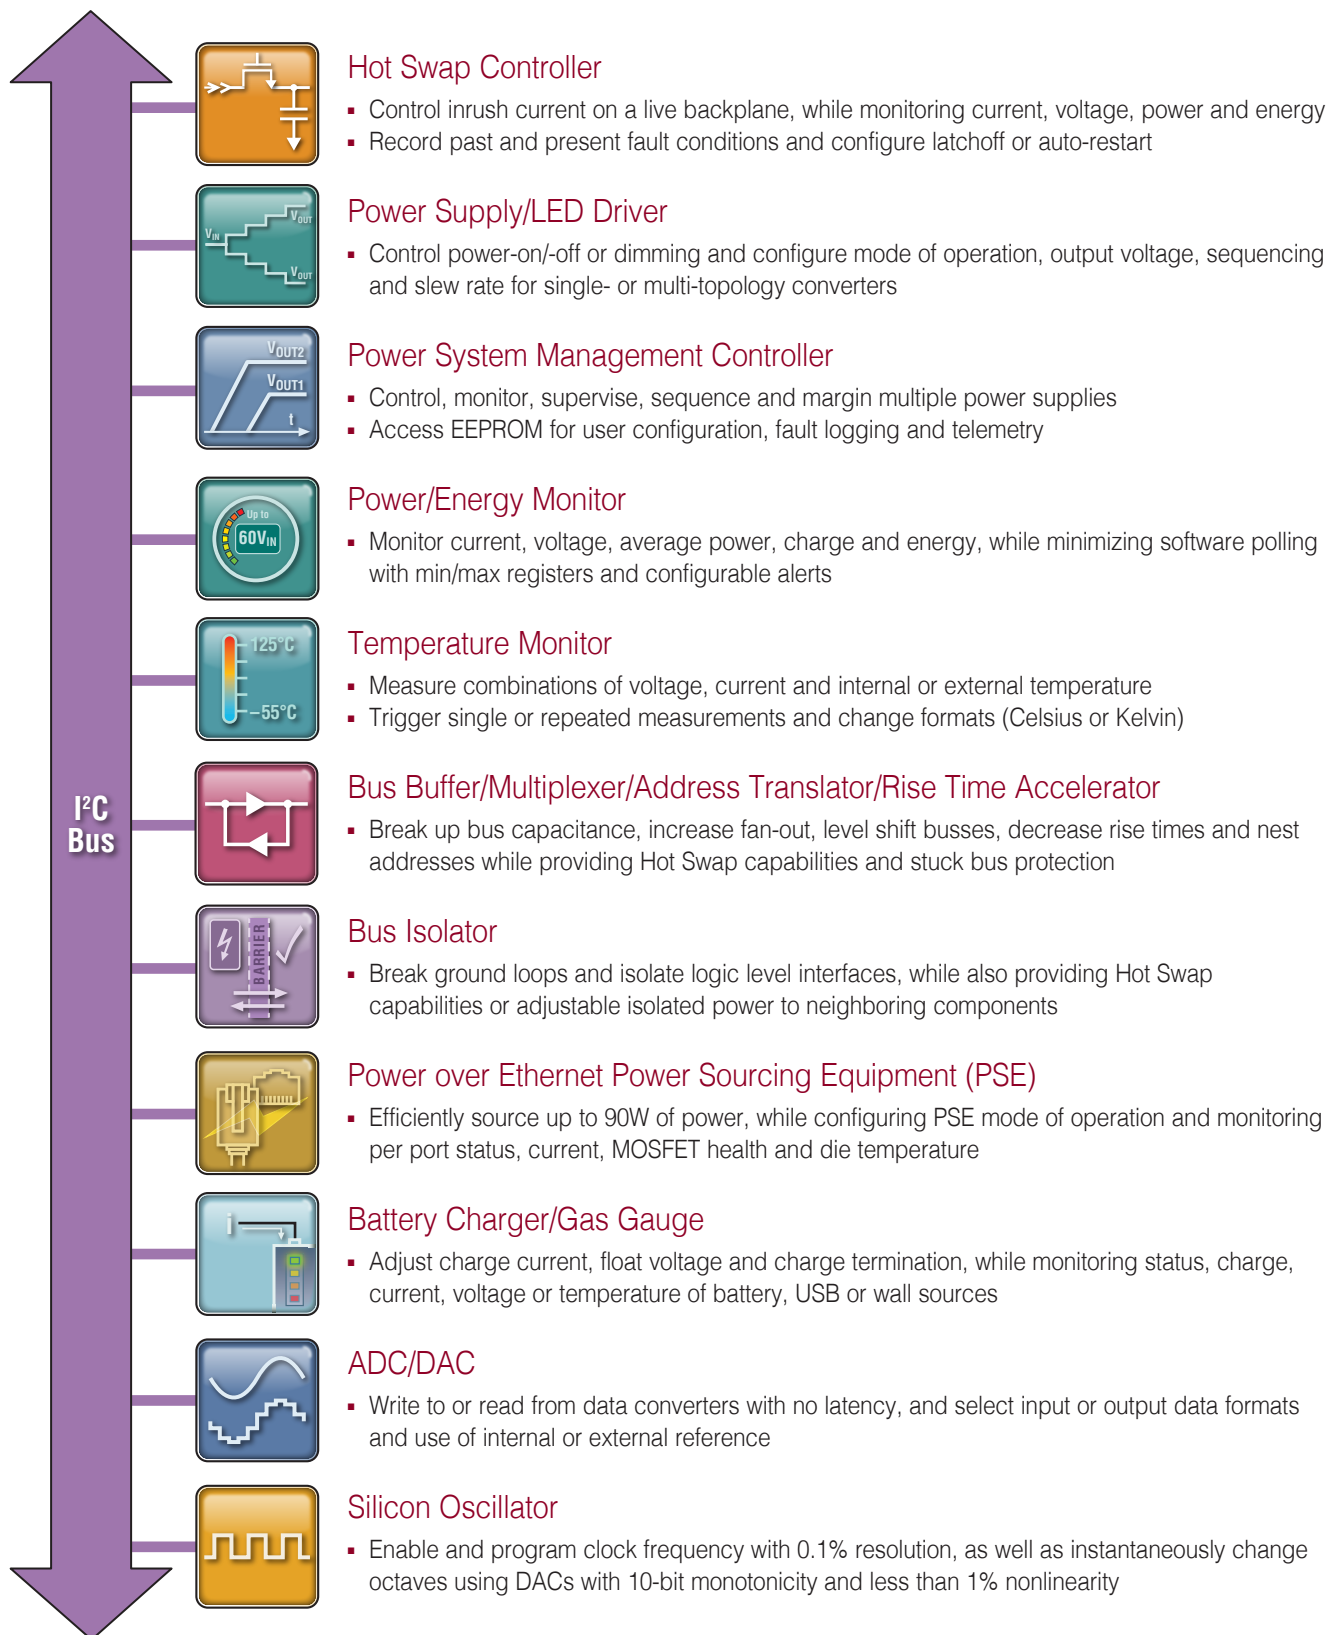 Hot Swap Controller
▪ Control inrush current on a live backplane, while monitoring current, voltage, power and energy
▪ Record past and present fault conditions and configure latchoff or auto-restart
VIN
VOUT
VOUT
Power Supply/LED Driver
▪ Control power-on/-off or dimming and configure mode of operation, output voltage, sequencing
and slew rate for single- or multi-topology converters
VOUT2
VOUT1
t
Power System Management Controller
▪ Control, monitor, supervise, sequence and margin multiple power supplies
▪ Access EEPROM for user configuration, fault logging and telemetry
Up to
60VIN
Power/Energy Monitor
▪ Monitor current, voltage, average power, charge and energy, while minimizing software polling
with min/max registers and configurable alerts
125°C
–55°C
Temperature Monitor
▪ Measure combinations of voltage, current and internal or external temperature
▪ Trigger single or repeated measurements and change formats (Celsius or Kelvin)
I²C
Bus
Bus Buffer/Multiplexer/Address Translator/Rise Time Accelerator
▪ Break up bus capacitance, increase fan-out, level shift busses, decrease rise times and nest
addresses while providing Hot Swap capabilities and stuck bus protection
BARRIER
Bus Isolator
▪ Break ground loops and isolate logic level interfaces, while also providing Hot Swap
capabilities or adjustable isolated power to neighboring components
Power over Ethernet Power Sourcing Equipment (PSE)
▪ Efficiently source up to 90W of power, while configuring PSE mode of operation and monitoring
per port status, current, MOSFET health and die temperature
i
Battery Charger/Gas Gauge
▪ Adjust charge current, float voltage and charge termination, while monitoring status, charge,
current, voltage or temperature of battery, USB or wall sources
ADC/DAC
▪ Write to or read from data converters with no latency, and select input or output data formats
and use of internal or external reference
Silicon Oscillator
▪ Enable and program clock frequency with 0.1% resolution, as well as instantaneously change
octaves using DACs with 10-bit monotonicity and less than 1% nonlinearity